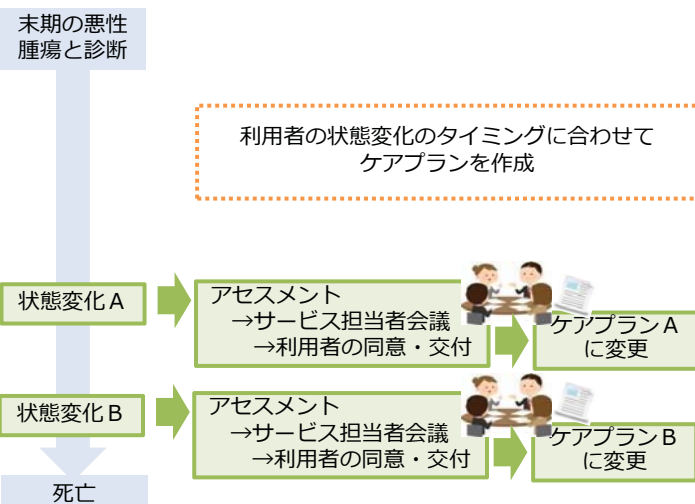 末期の悪性
腫瘍と診断
利用者の状態変化のタイミングに合わせて
ケアプランを作成
状態変化A
アセスメント
→サービス担当者会議
→利用者の同意・交付
ケアプランA
に変更
状態変化B
アセスメント
→サービス担当者会議
→利用者の同意・交付
ケアプランB
に変更
死亡